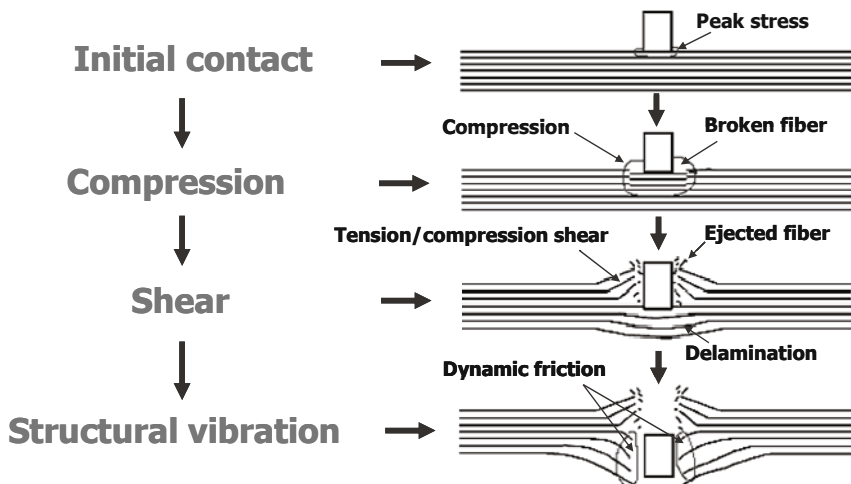 Initial contact
Peak stress
Compression
Broken fiber
Compression
Tension/compression shear
Ejected fiber
Shear
Delamination
Dynamic friction
Structural vibration